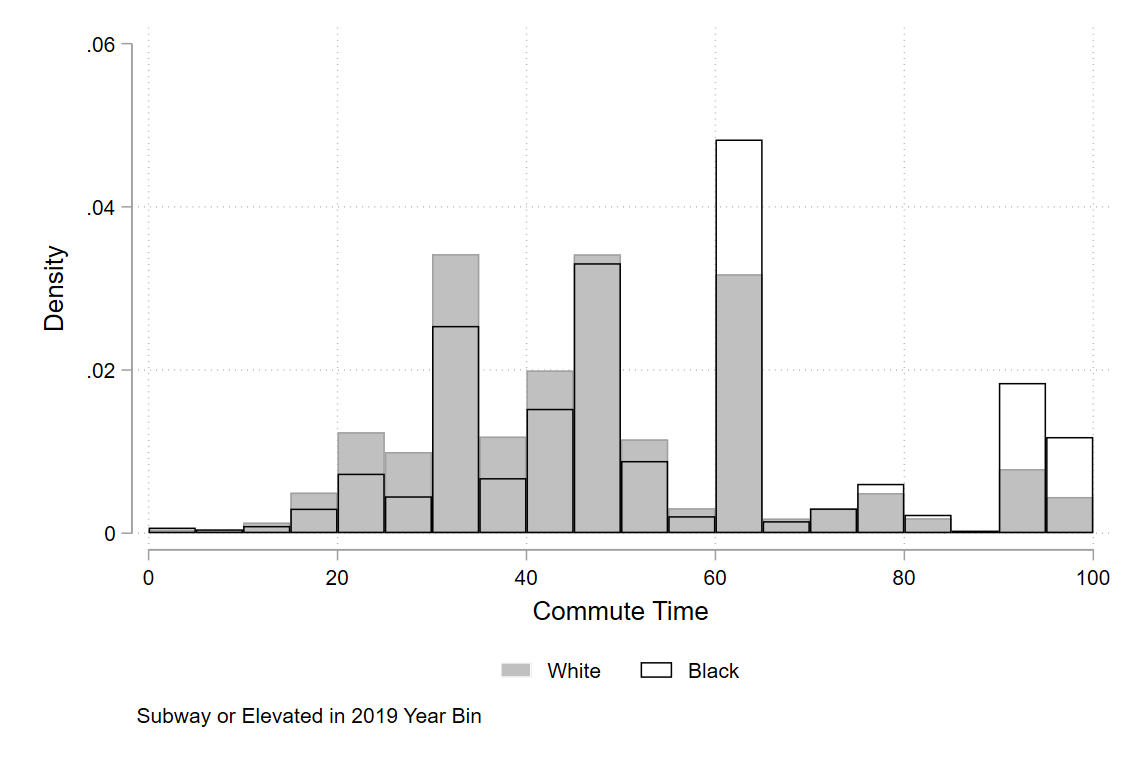 .06
.04
.02
0
Density
0 20 40 60 80 100
Commute Time
White Black
Subway or Elevated in 2019 Year Bin